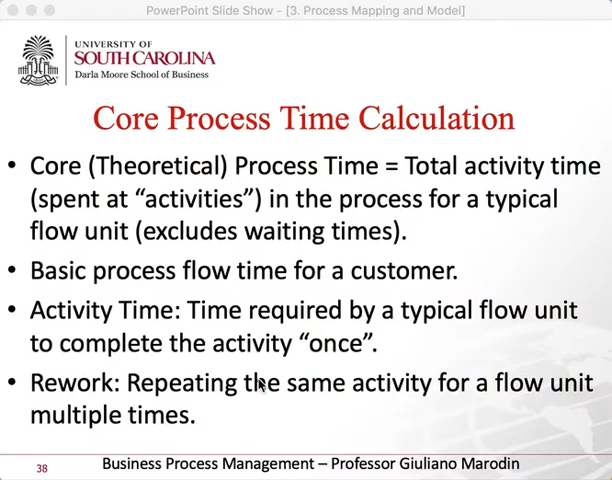 PowerPoint Slide Show - [3. Process Mapping and Model]
UNIVERSITY OF
SOUTH CAROLINA
Darla Moore School of Business
Core Process Time Calculation
• Core (Theoretical) Process Time = Total activity time
(spent at “activities”) in the process for a typical
flow unit (excludes waiting times).
• Basic process flow time for a customer.
• Activity Time: Time required by a typical flow unit
to complete the activity “once”.
• Rework: Repeating the same activity for a flow unit
multiple times.
38
Business Process Management – Professor Giuliano Marodin